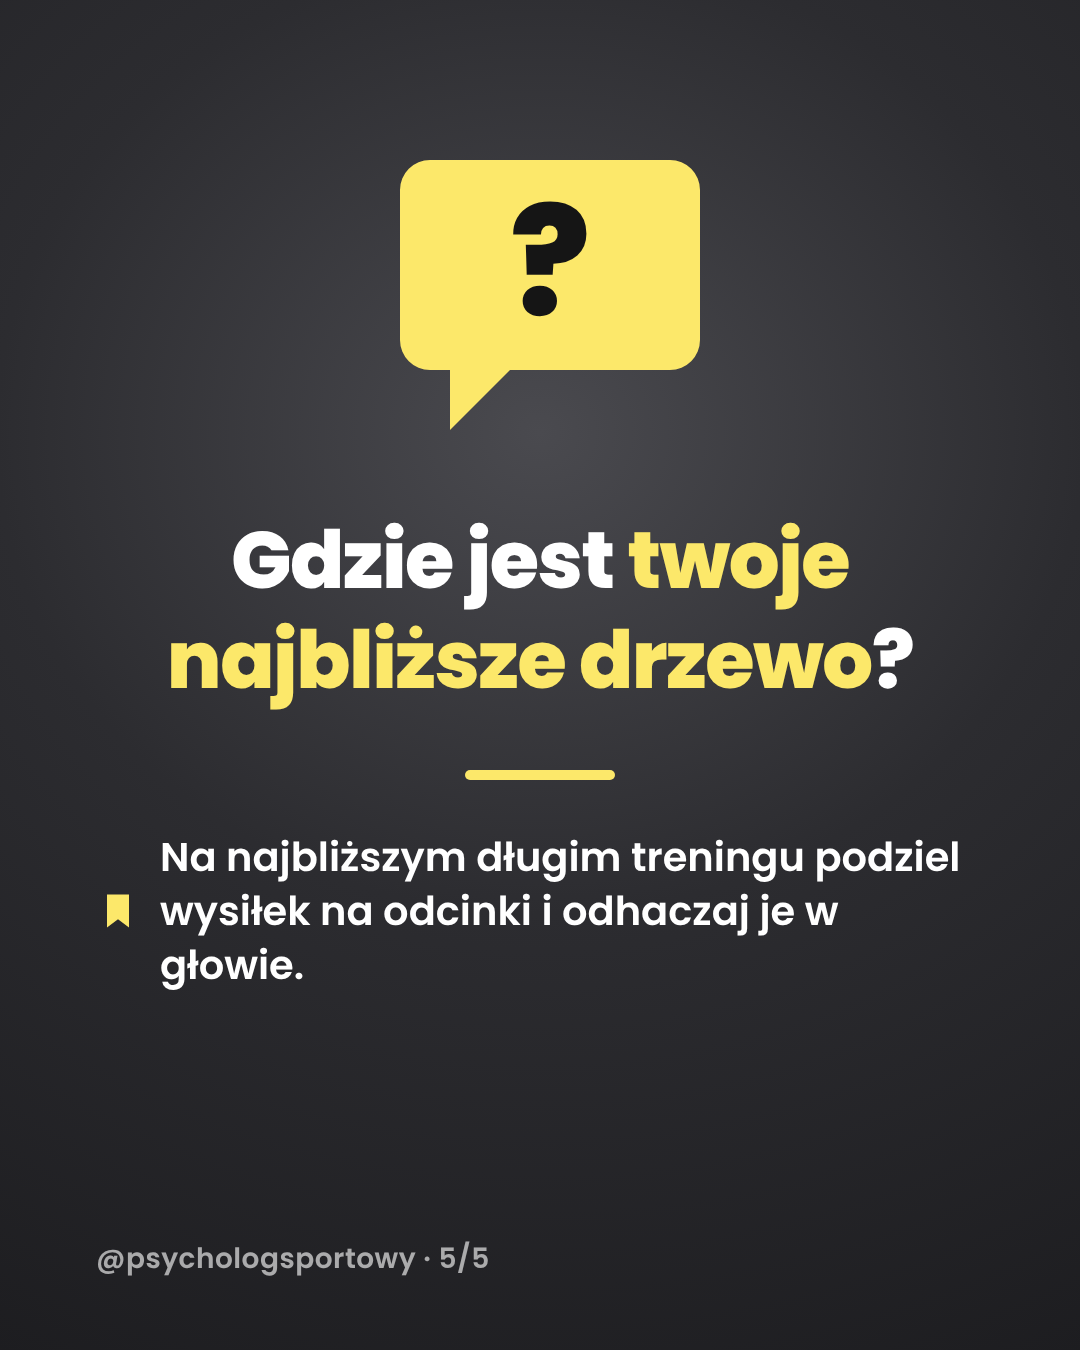 ?
Gdzie jest twoje
najbliższe drzewo?
Na najbliższym długim treningu podziel
wysiłek na odcinki i odhaczaj je w
głowie.
@psychologsportowy · 5/5